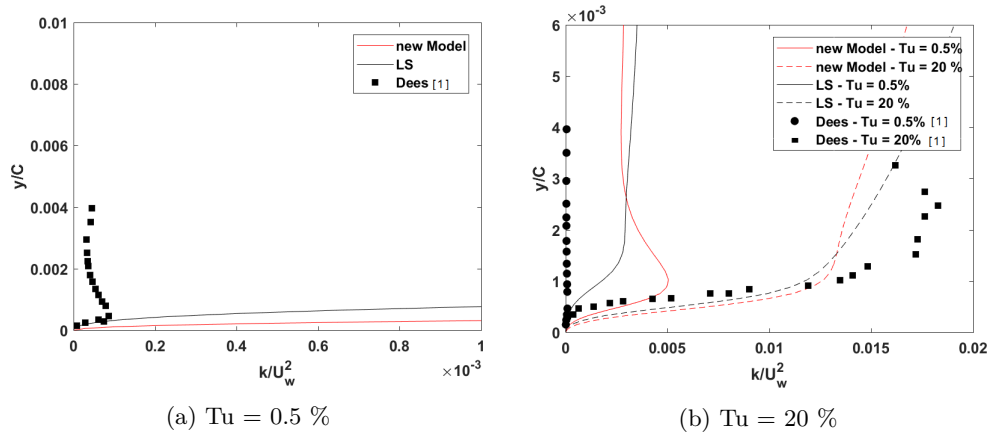 0.01
0.008
0.006
0.004
0.002
0
y/C
new Model
LS
Dees [1]
0 0.2 0.4 0.6 0.8 1
k/U²w
×10⁻³
(a) Tu = 0.5 %
×10⁻³
6
5
4
3
2
1
0
y/C
new Model - Tu = 0.5%
new Model - Tu = 20 %
LS - Tu = 0.5%
LS - Tu = 20 %
Dees - Tu = 0.5% [1]
Dees - Tu = 20% [1]
0 0.005 0.01 0.015 0.02
k/U²w
(b) Tu = 20 %